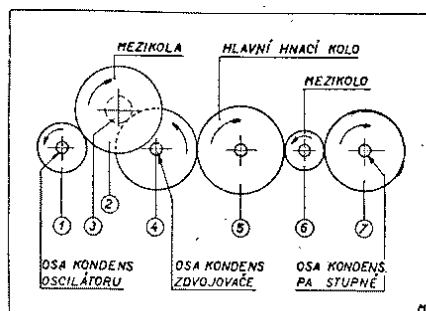 MEZIKOLA
HLAVNÍ HNACÍ KOLO
MEZIKOLO
1
2
3
4
5
6
7
OSA KONDENS
OSCILÁTORU
OSA KONDENS
ZDVOJOVAČE
OSA KONDENS.
PA STUPNĚ